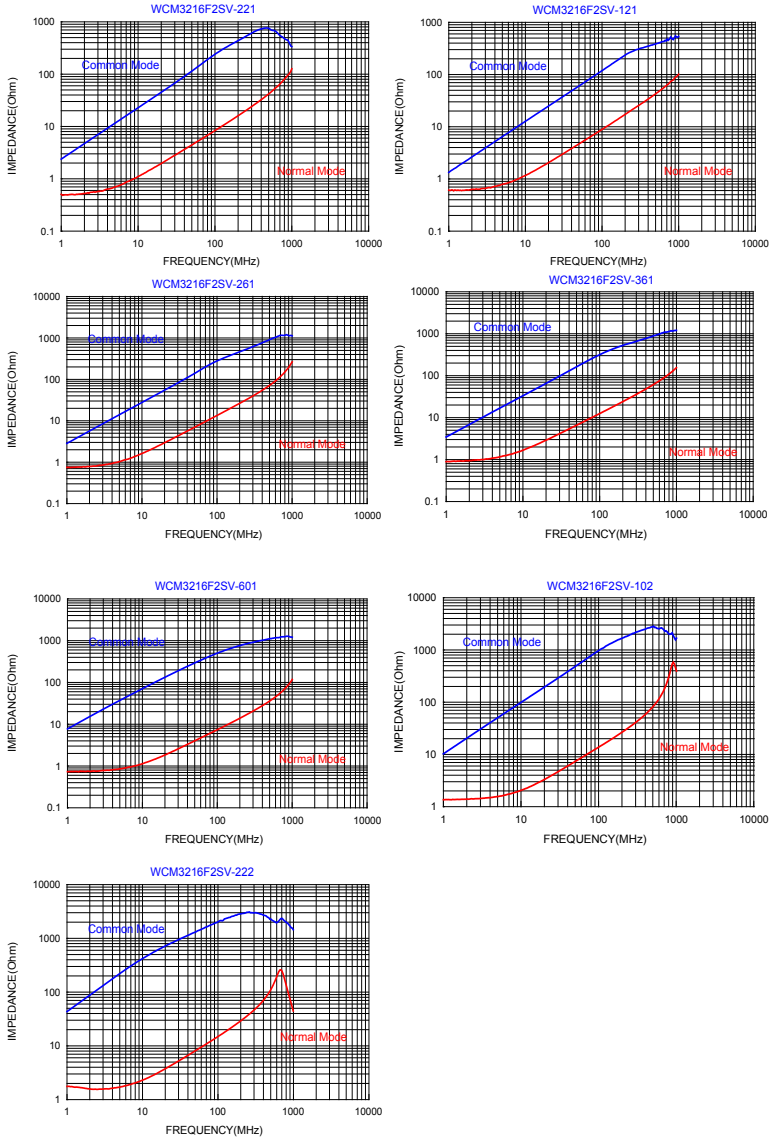 WCM3216F2SV-221
1000
100
10
1
0.1
IMPEDANCE(Ohm)
Common Mode
Normal Mode
1 10 100 1000 10000
FREQUENCY(MHz)
WCM3216F2SV-121
1000
100
10
1
0.1
IMPEDANCE(Ohm)
Common Mode
Normal Mode
1 10 100 1000 10000
FREQUENCY(MHz)
WCM3216F2SV-261
10000
1000
100
10
1
0.1
IMPEDANCE(Ohm)
Common Mode
Normal Mode
1 10 100 1000 10000
FREQUENCY(MHz)
WCM3216F2SV-361
10000
1000
100
10
1
0.1
IMPEDANCE(Ohm)
Common Mode
Normal Mode
1 10 100 1000 10000
FREQUENCY(MHz)
WCM3216F2SV-601
10000
1000
100
10
1
0.1
IMPEDANCE(Ohm)
Common Mode
Normal Mode
1 10 100 1000 10000
FREQUENCY(MHz)
WCM3216F2SV-102
10000
1000
100
10
1
IMPEDANCE(Ohm)
Common Mode
Normal Mode
1 10 100 1000 10000
FREQUENCY(MHz)
WCM3216F2SV-222
10000
1000
100
10
1
IMPEDANCE(Ohm)
Common Mode
Normal Mode
1 10 100 1000 10000
FREQUENCY(MHz)